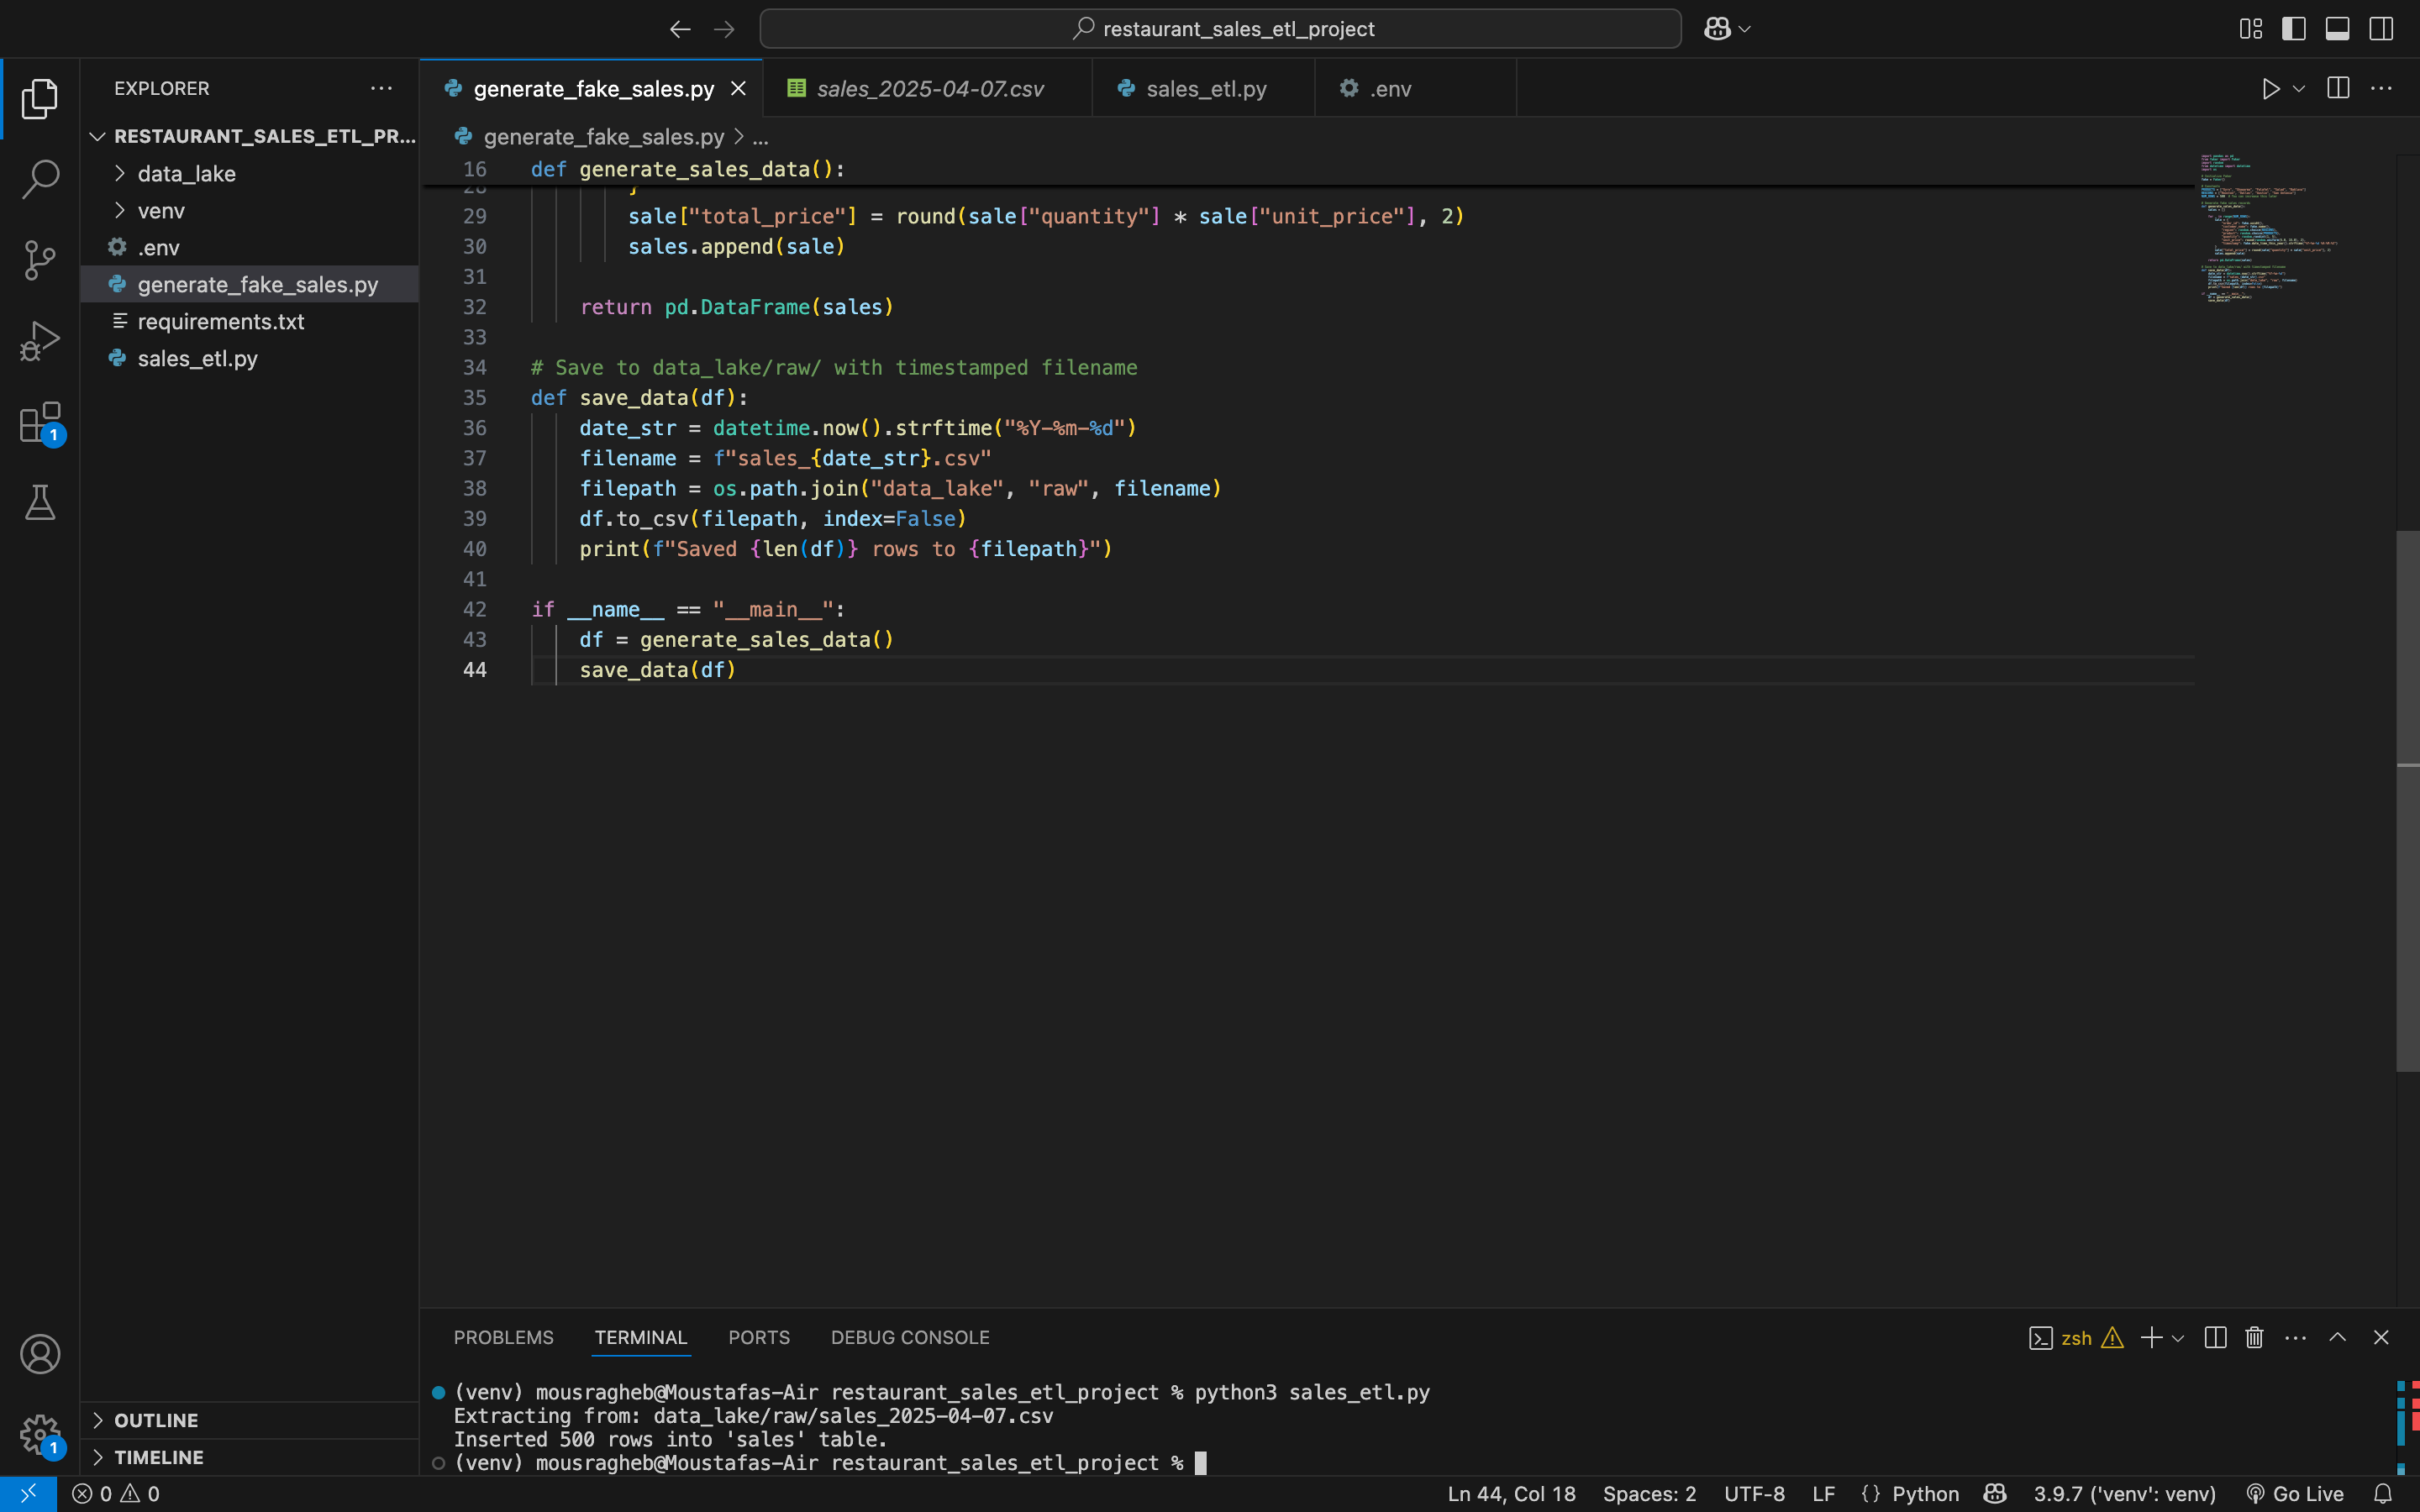 restaurant_sales_etl_project
EXPLORER
RESTAURANT_SALES_ETL_PR...
data_lake
venv
.env
generate_fake_sales.py
requirements.txt
sales_etl.py
OUTLINE
TIMELINE
1
1
generate_fake_sales.py
sales_2025-04-07.csv
sales_etl.py
.env
generate_fake_sales.py > ...
16 def generate_sales_data():
28 }
29 sale["total_price"] = round(sale["quantity"] * sale["unit_price"], 2)
30 sales.append(sale)
31
32 return pd.DataFrame(sales)
33
34 # Save to data_lake/raw/ with timestamped filename
35 def save_data(df):
36 date_str = datetime.now().strftime("%Y-%m-%d")
37 filename = f"sales_{date_str}.csv"
38 filepath = os.path.join("data_lake", "raw", filename)
39 df.to_csv(filepath, index=False)
40 print(f"Saved {len(df)} rows to {filepath}")
41
42 if __name__ == "__main__":
43 df = generate_sales_data()
44 save_data(df)
PROBLEMS TERMINAL PORTS DEBUG CONSOLE
zsh
(venv) mousragheb@Moustafas-Air restaurant_sales_etl_project % python3 sales_etl.py
Extracting from: data_lake/raw/sales_2025-04-07.csv
Inserted 500 rows into 'sales' table.
(venv) mousragheb@Moustafas-Air restaurant_sales_etl_project %
0 0
Ln 44, Col 18 Spaces: 2 UTF-8 LF {} Python 3.9.7 ('venv': venv) Go Live